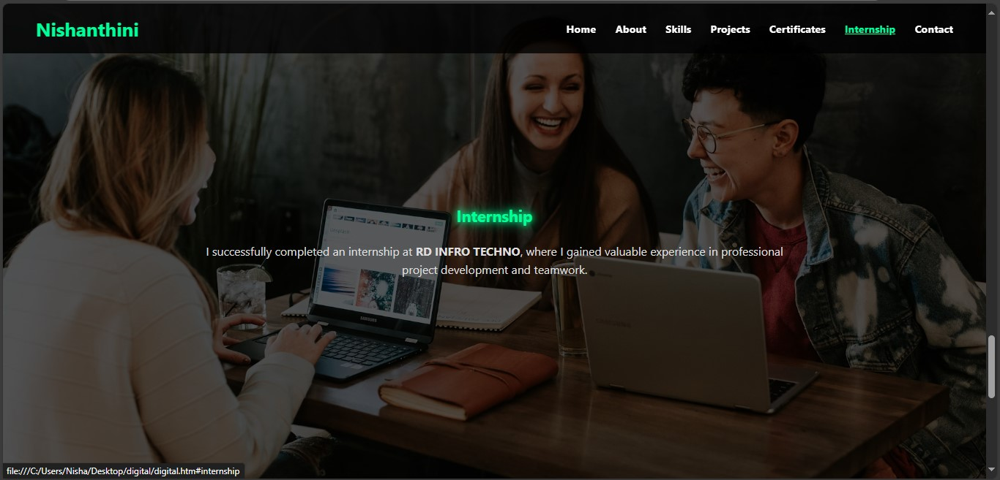 Nishanthini
Home About Skills Projects Certificates Internship Contact
Internship
I successfully completed an internship at RD INFRO TECHNO, where I gained valuable experience in professional
project development and teamwork.
SAMSUNG
file:///C:/Users/Nisha/Desktop/digital/digital.htm#internship